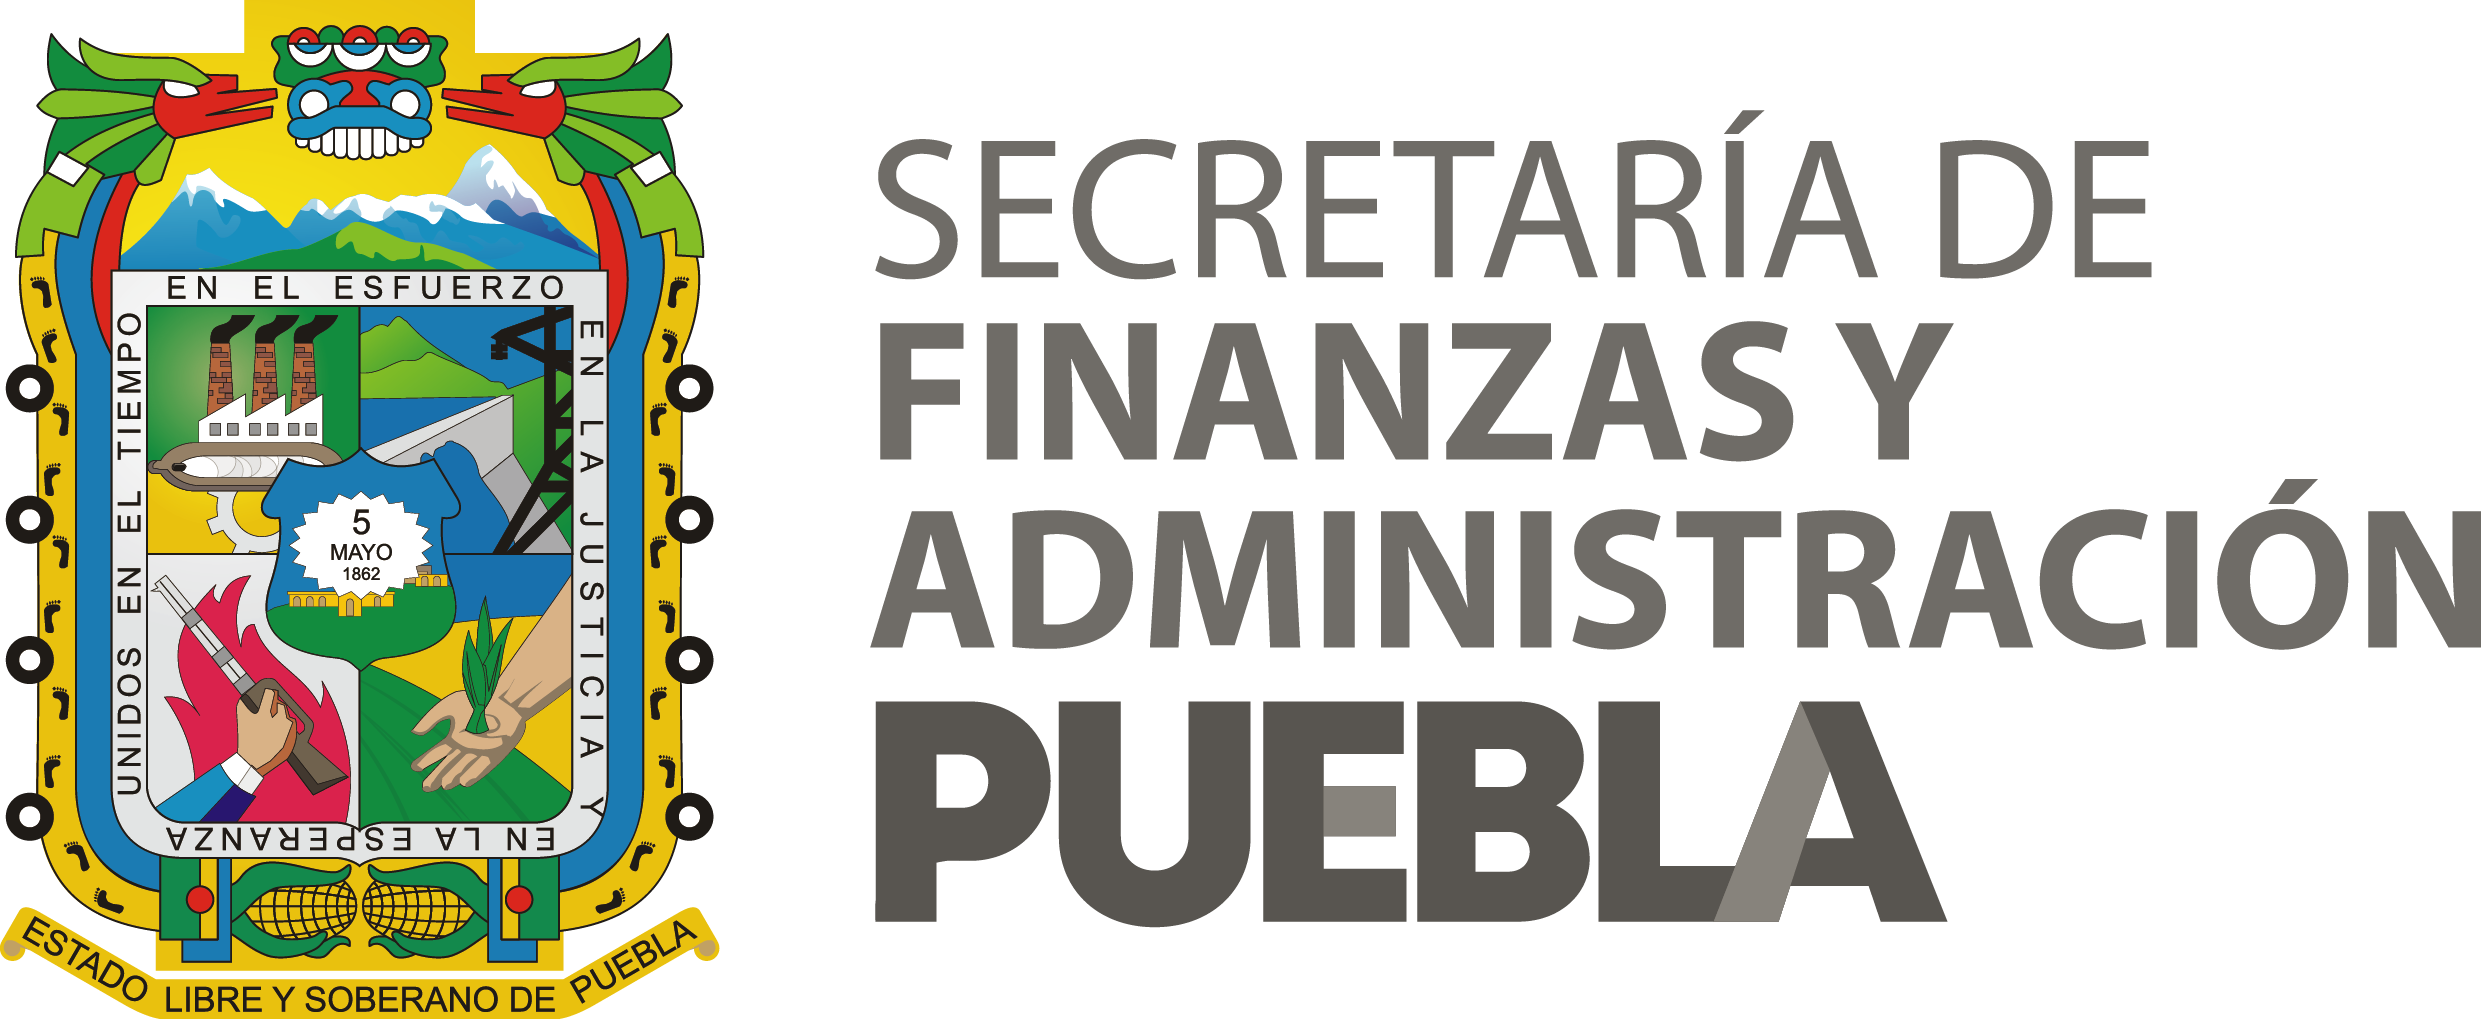 UNIDOS EN EL TIEMPO
EN EL ESFUERZO
EN LA JUSTICIA Y
EN LA ESPERANZA
5
MAYO
1862
ESTADO LIBRE Y SOBERANO DE PUEBLA
SECRETARÍA DE
FINANZAS Y
ADMINISTRACIÓN
PUEBLA